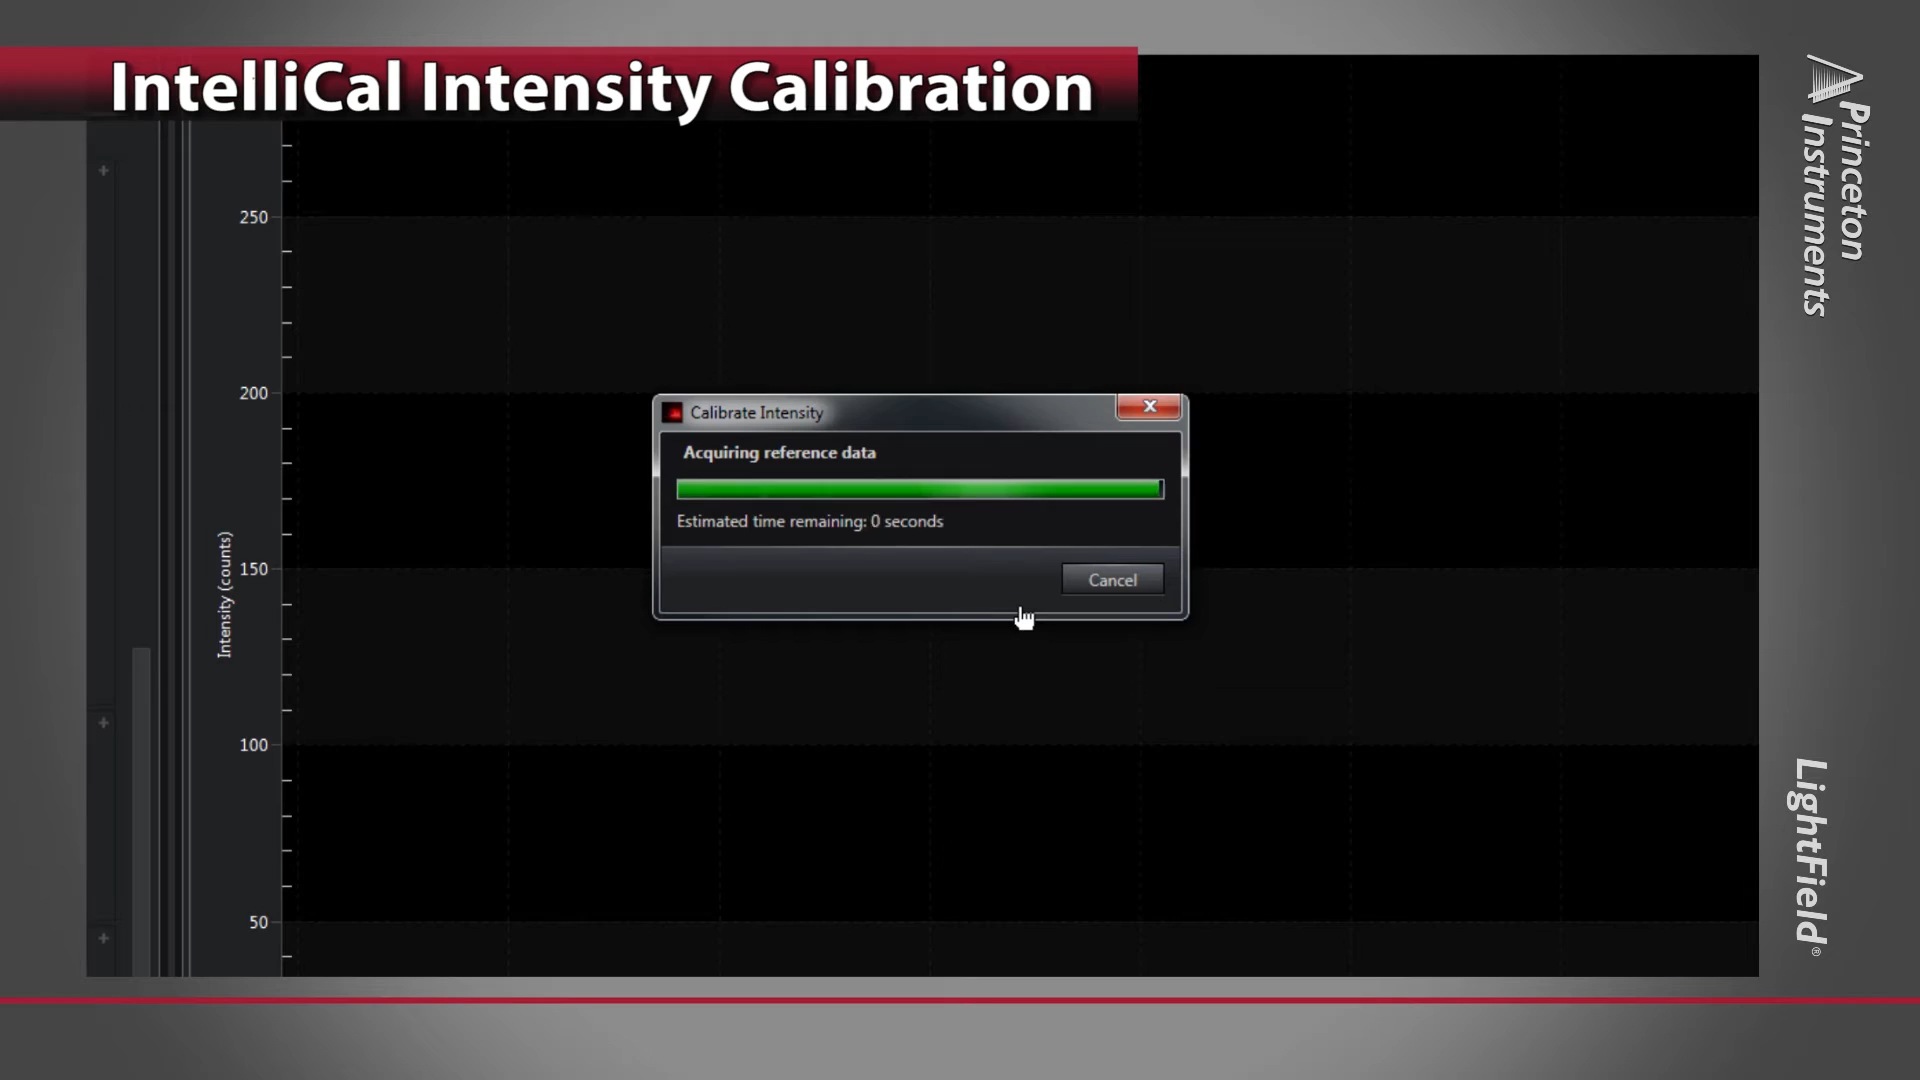 IntelliCal Intensity Calibration
Princeton
Instruments
250
200
150
100
50
Intensity (counts)
Calibrate Intensity
Acquiring reference data
Estimated time remaining: 0 seconds
Cancel
LightField®